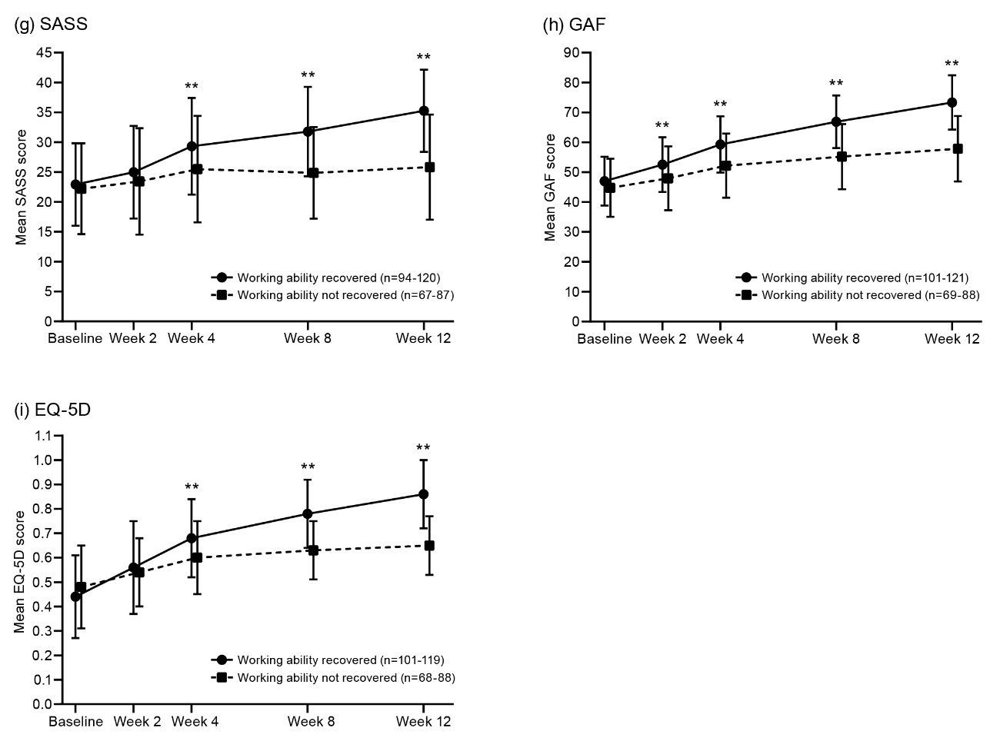 (g) SASS
Mean SASS score
45
40
35
30
25
20
15
10
5
0
**
**
**
Working ability recovered (n=94-120)
Working ability not recovered (n=67-87)
Baseline Week 2 Week 4 Week 8 Week 12
(h) GAF
Mean GAF score
90
80
70
60
50
40
30
20
10
0
**
**
**
**
Working ability recovered (n=101-121)
Working ability not recovered (n=69-88)
Baseline Week 2 Week 4 Week 8 Week 12
(i) EQ-5D
Mean EQ-5D score
1.1
1.0
0.9
0.8
0.7
0.6
0.5
0.4
0.3
0.2
0.1
0.0
**
**
**
Working ability recovered (n=101-119)
Working ability not recovered (n=68-88)
Baseline Week 2 Week 4 Week 8 Week 12